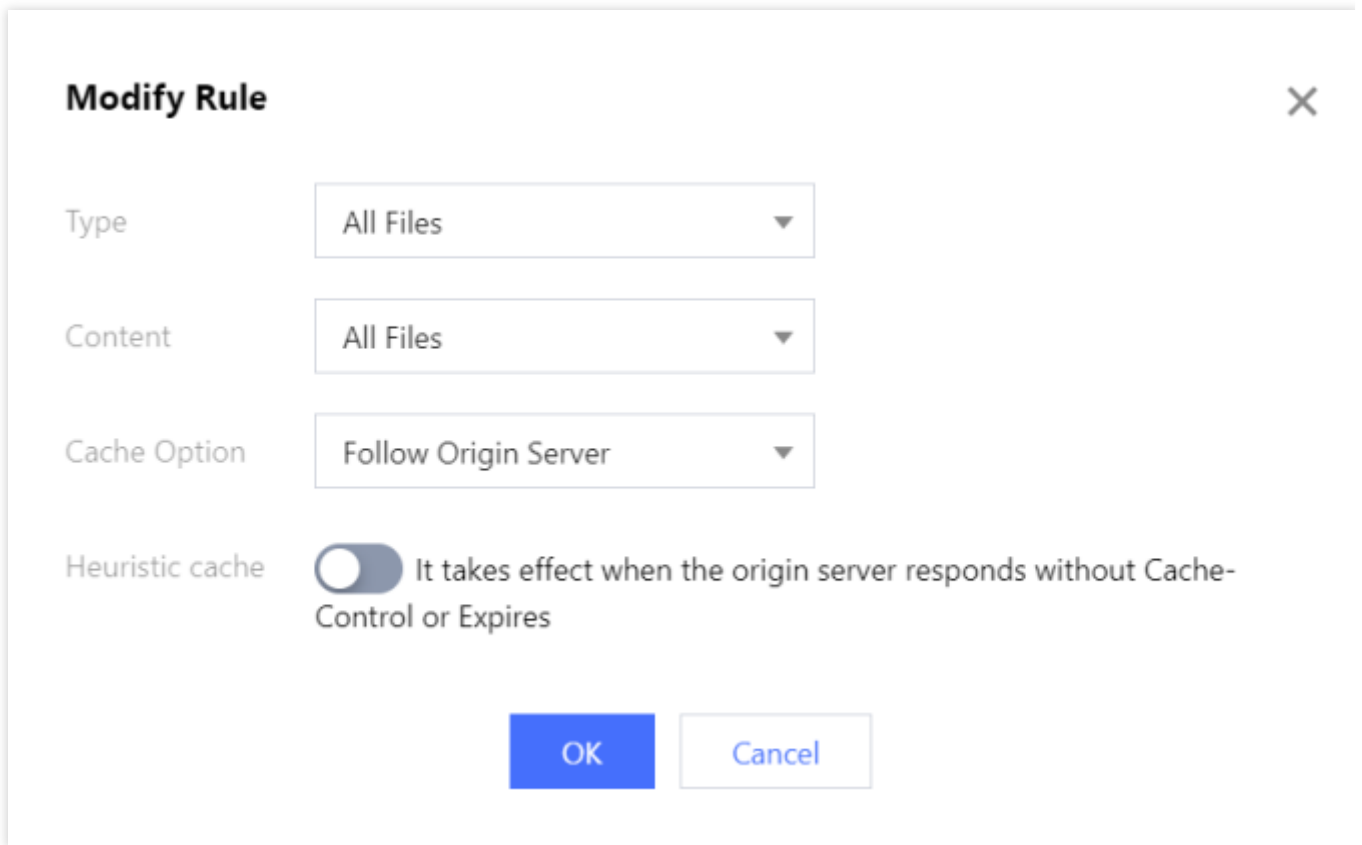 Modify Rule
Type
All Files
Content
All Files
Cache Option
Follow Origin Server
Heuristic cache
It takes effect when the origin server responds without Cache-
Control or Expires
OK
Cancel